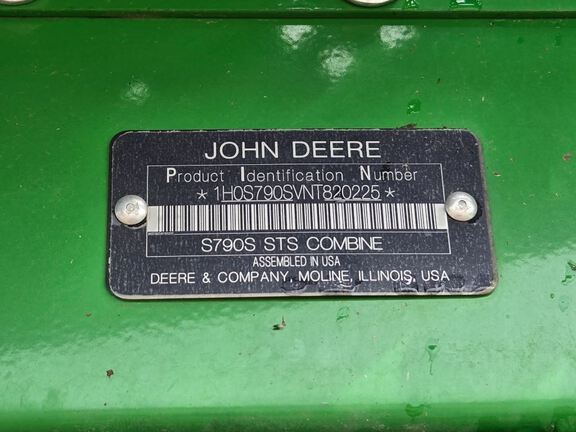 JOHN DEERE
Product Identification Number
*1H0S790SVNT820225*
S790S STS COMBINE
ASSEMBLED IN USA
DEERE & COMPANY, MOLINE, ILLINOIS, USA